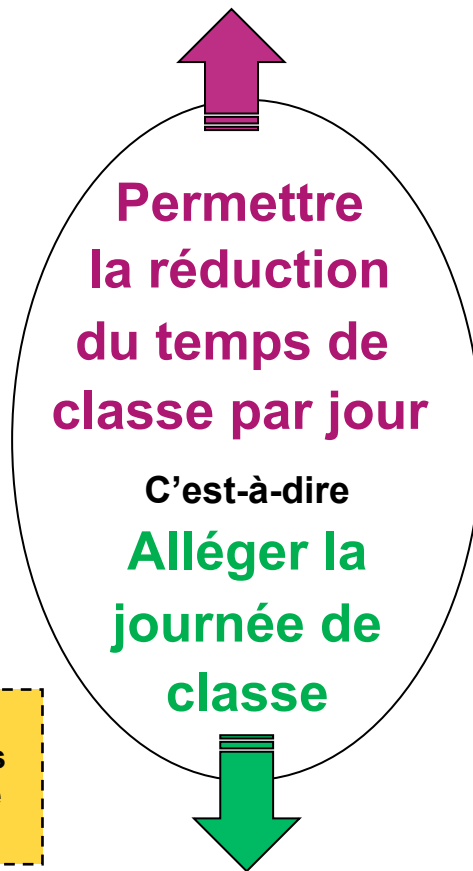 Permettre
la réduction
du temps de
classe par jour
C’est-à-dire
Alléger la
journée de
classe